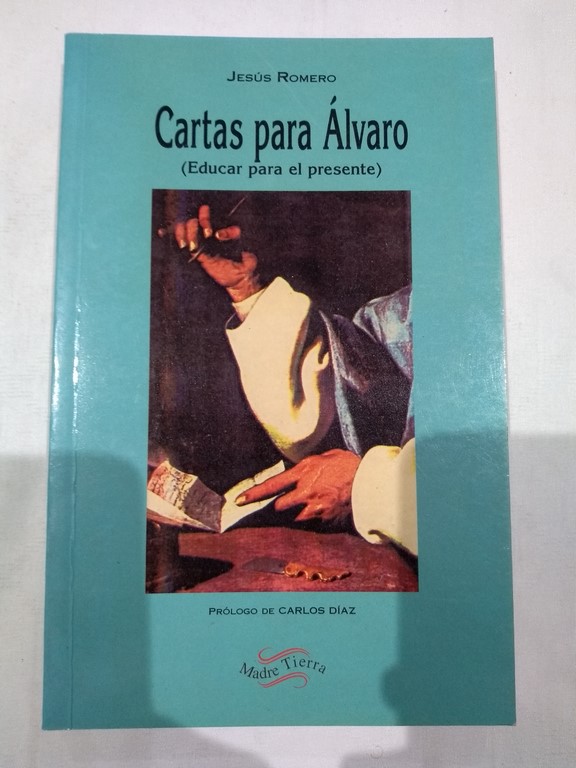 Jesús Romero
Cartas para Álvaro
(Educar para el presente)
Prólogo de Carlos Díaz
Madre Tierra